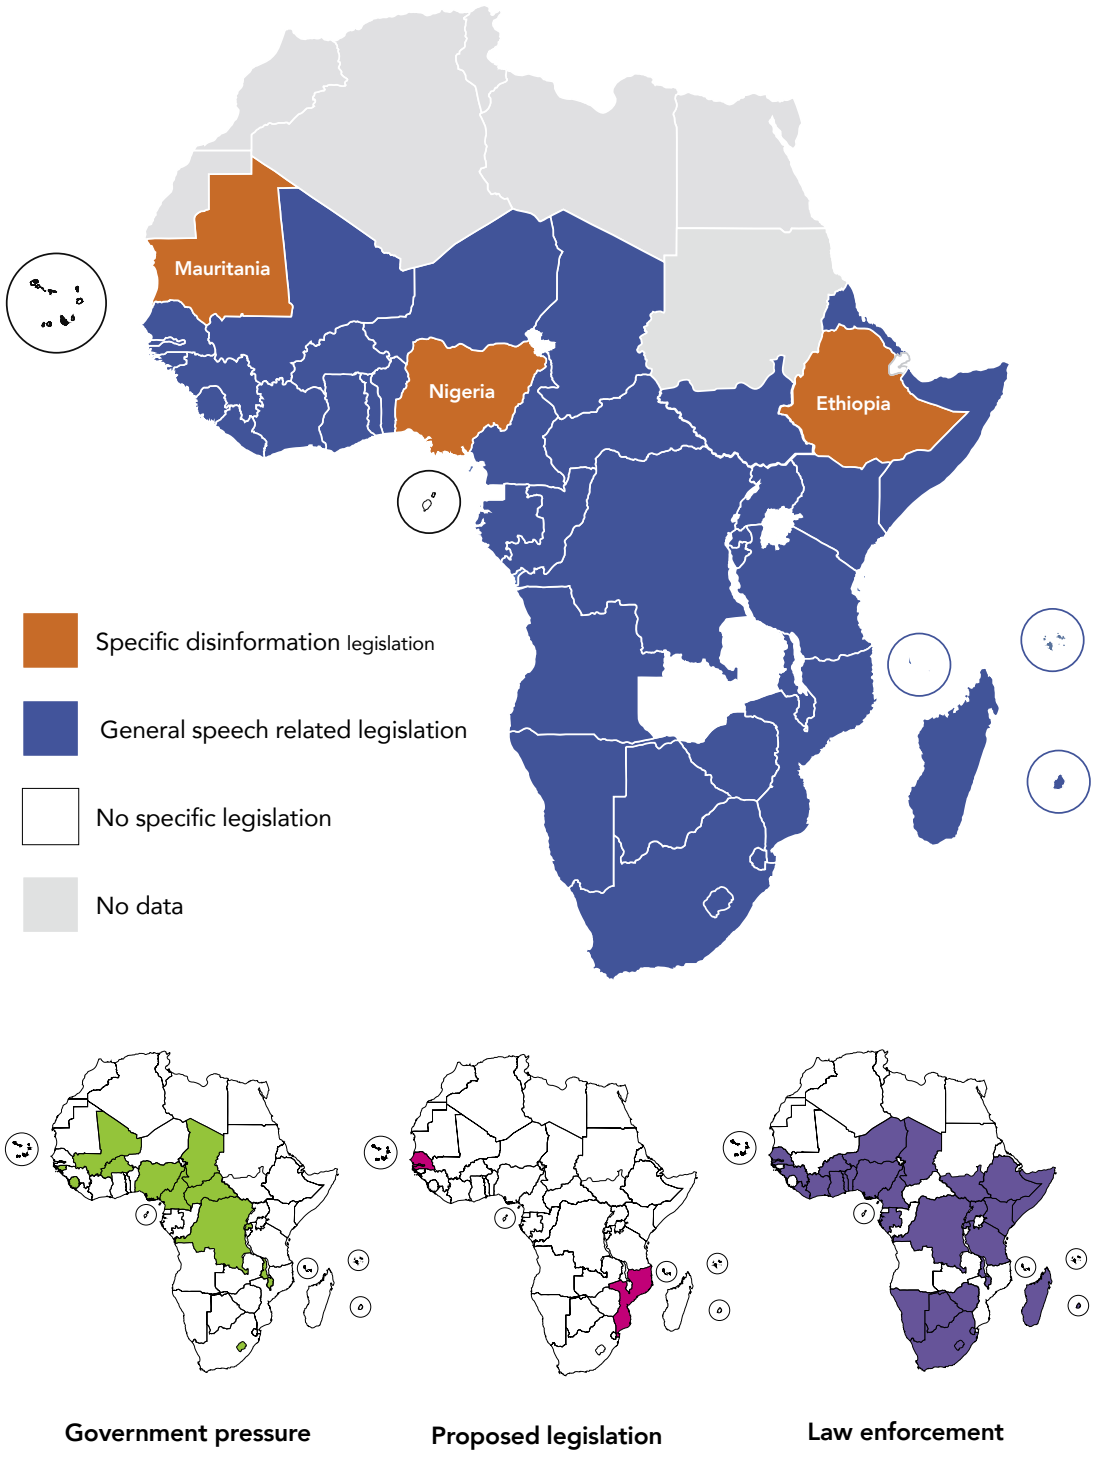 Mauritania
Nigeria
Ethiopia
Specific disinformation legislation
General speech related legislation
No specific legislation
No data
Government pressure
Proposed legislation
Law enforcement